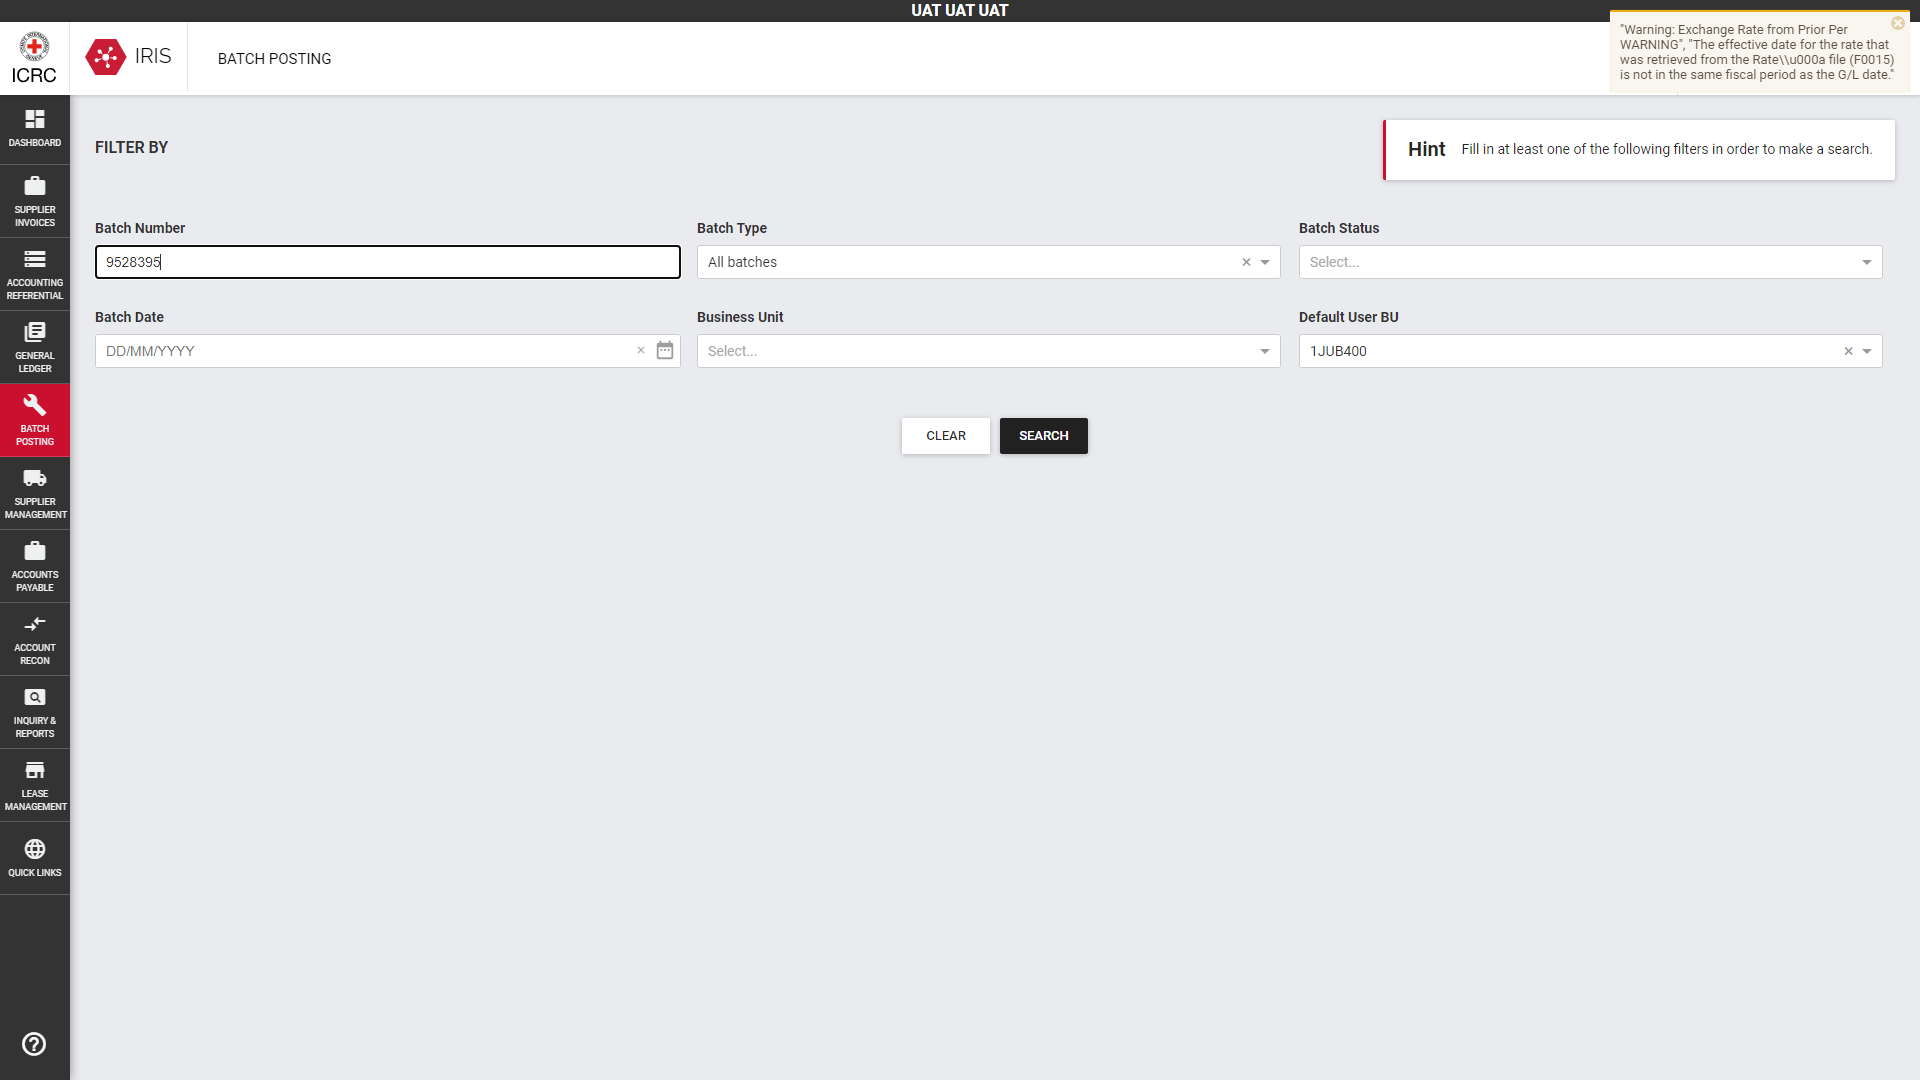 UAT UAT UAT
ICRC
IRIS
BATCH POSTING
"Warning: Exchange Rate from Prior Per
WARNING", "The effective date for the rate that
was retrieved from the Rate\\u000a file (F0015)
is not in the same fiscal period as the G/L date."
DASHBOARD
SUPPLIER
INVOICES
ACCOUNTING
REFERENTIAL
GENERAL
LEDGER
BATCH
POSTING
SUPPLIER
MANAGEMENT
ACCOUNTS
PAYABLE
ACCOUNT
RECON
INQUIRY &
REPORTS
LEASE
MANAGEMENT
QUICK LINKS
FILTER BY
Hint Fill in at least one of the following filters in order to make a search.
Batch Number
9528395
Batch Type
All batches
Batch Status
Select...
Batch Date
DD/MM/YYYY
Business Unit
Select...
Default User BU
1JUB400
CLEAR
SEARCH